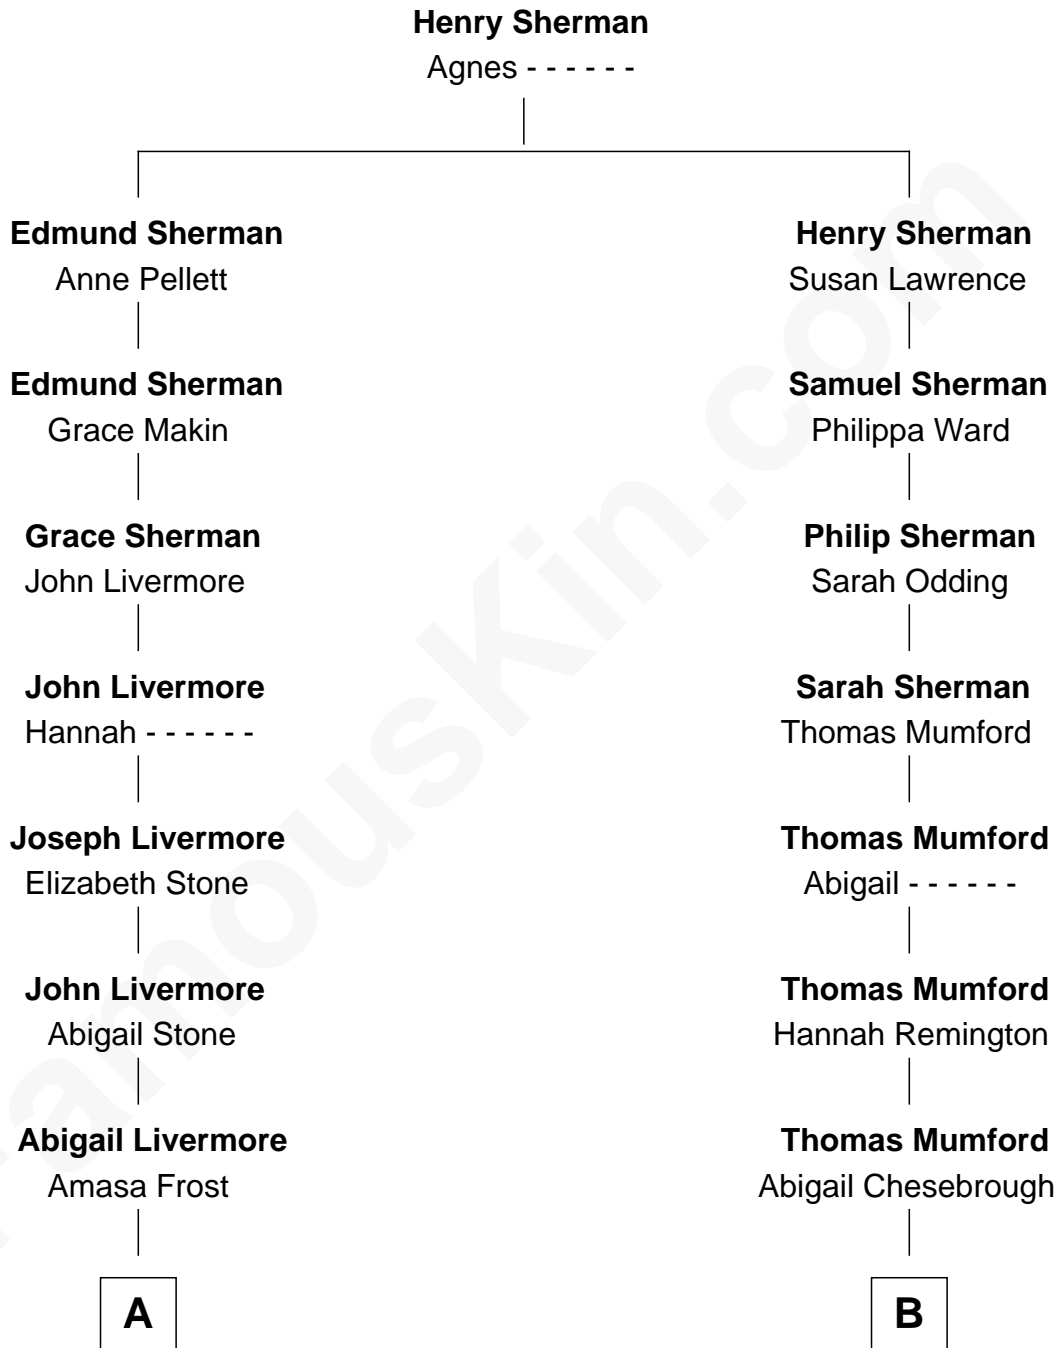 Henry Sherman
Agnes - - - - - -
Edmund Sherman
Anne Pellett
Henry Sherman
Susan Lawrence
Edmund Sherman
Grace Makin
Samuel Sherman
Philippa Ward
Grace Sherman
John Livermore
Philip Sherman
Sarah Odding
John Livermore
Hannah - - - - - -
Sarah Sherman
Thomas Mumford
Joseph Livermore
Elizabeth Stone
Thomas Mumford
Abigail - - - - - -
John Livermore
Abigail Stone
Thomas Mumford
Hannah Remington
Abigail Livermore
Amasa Frost
Thomas Mumford
Abigail Chesebrough
A
B
FamousKin.com